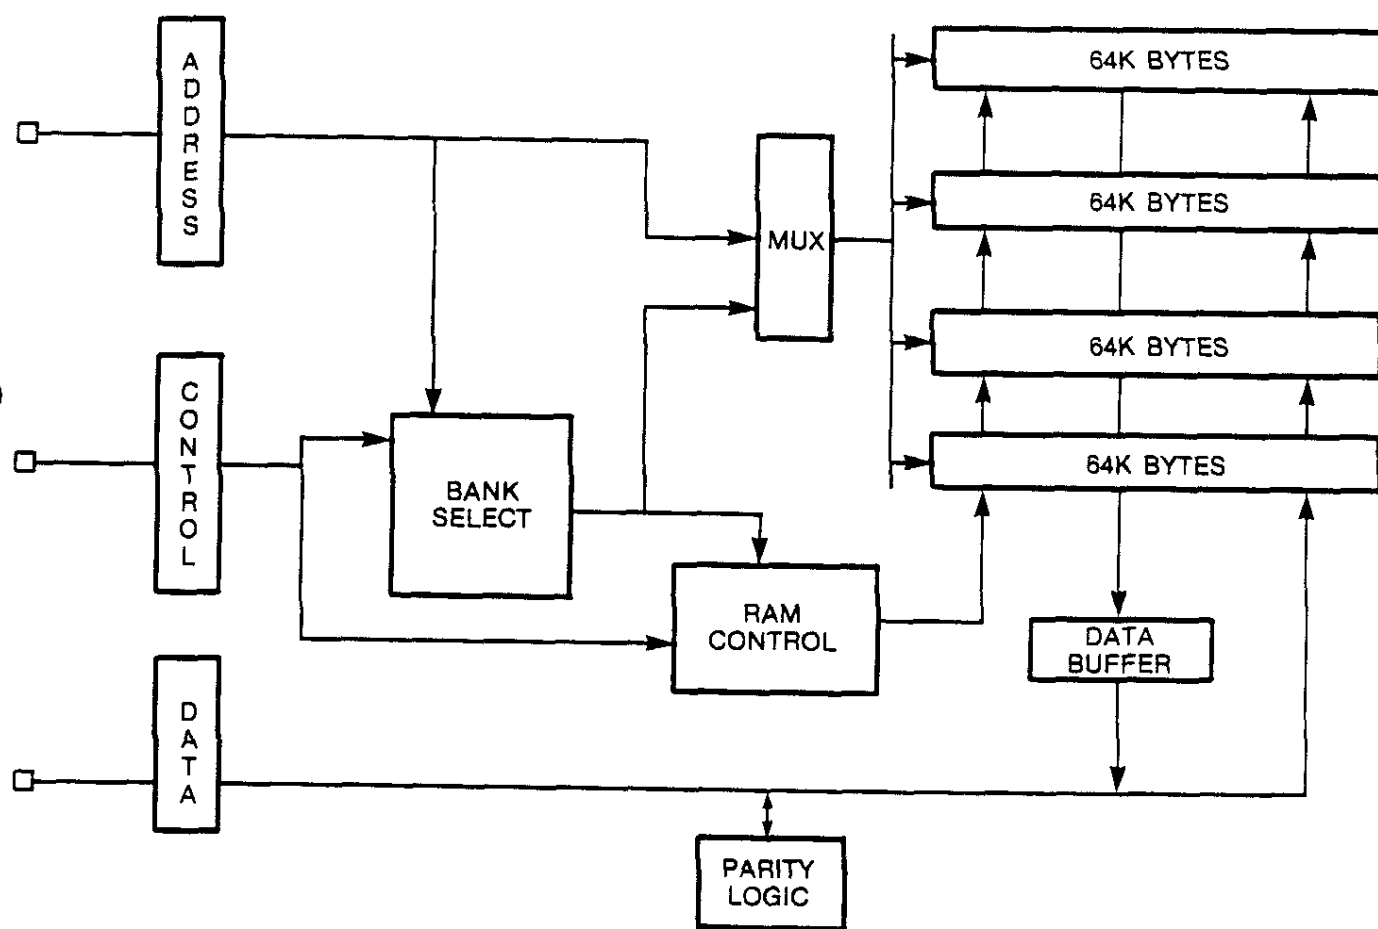 ADDRESS
64K BYTES
64K BYTES
MUX
64K BYTES
CONTROL
64K BYTES
BANK
SELECT
RAM
CONTROL
DATA
BUFFER
DATA
PARITY
LOGIC